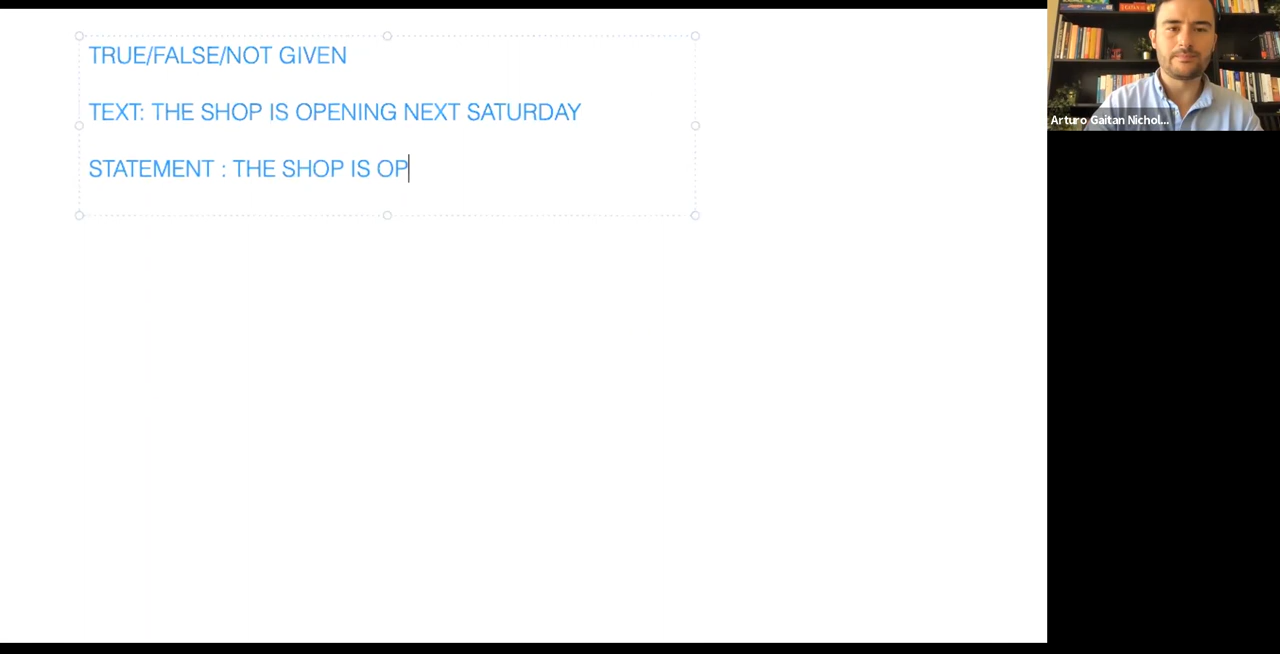 TRUE/FALSE/NOT GIVEN
TEXT: THE SHOP IS OPENING NEXT SATURDAY
STATEMENT : THE SHOP IS OP
Arturo Gaitan Nichol...